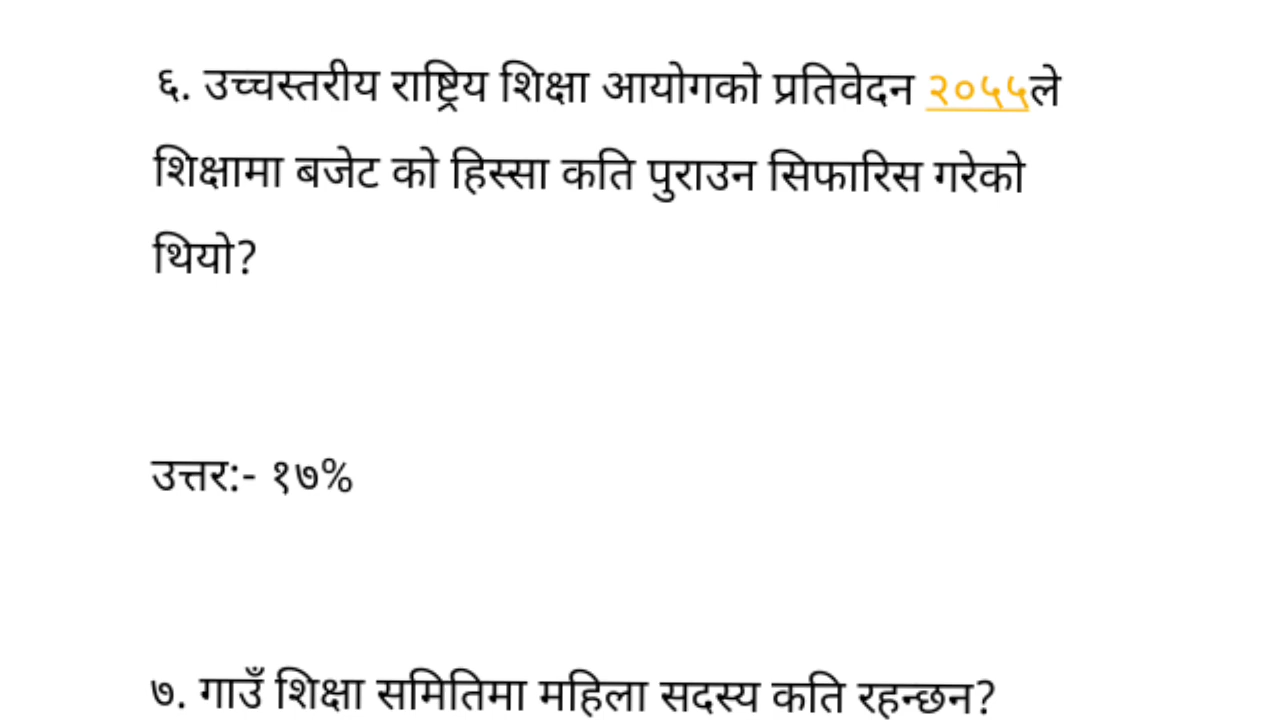 ६. उच्चस्तरीय राष्ट्रिय शिक्षा आयोगको प्रतिवेदन २०५५ले
शिक्षामा बजेट को हिस्सा कति पुराउन सिफारिस गरेको
थियो?
उत्तर:- १७%
७. गाउँ शिक्षा समितिमा महिला सदस्य कति रहन्छन?